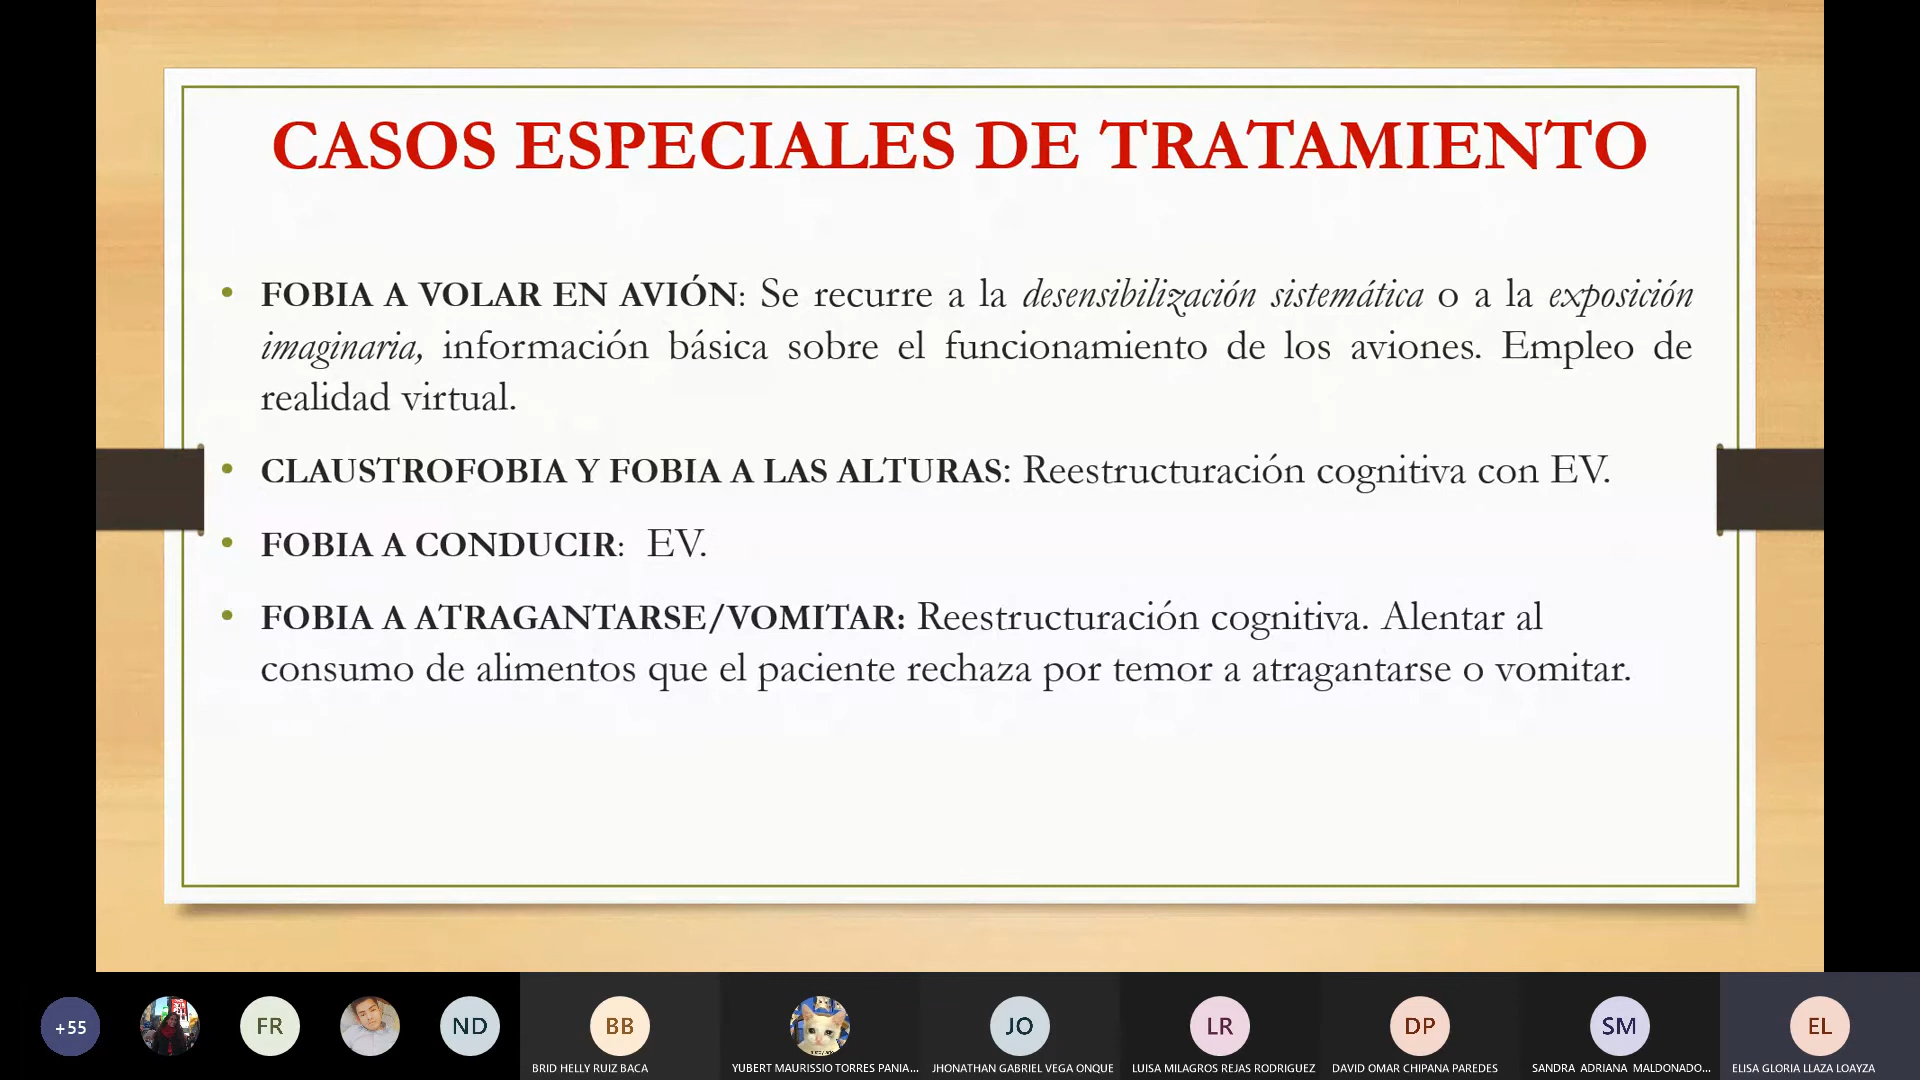 CASOS ESPECIALES DE TRATAMIENTO
• FOBIA A VOLAR EN AVIÓN: Se recurre a la desensibilización sistemática o a la exposición
imaginaria, información básica sobre el funcionamiento de los aviones. Empleo de
realidad virtual.
• CLAUSTROFOBIA Y FOBIA A LAS ALTURAS: Reestructuración cognitiva con EV.
• FOBIA A CONDUCIR: EV.
• FOBIA A ATRAGANTARSE/VOMITAR: Reestructuración cognitiva. Alentar al
consumo de alimentos que el paciente rechaza por temor a atragantarse o vomitar.
+55 FR ND BB JO LR DP SM EL
BRID HELLY RUIZ BACA YUBERT MAURISSIO TORRES PANIA... JHONATHAN GABRIEL VEGA ONQUE LUISA MILAGROS REJAS RODRIGUEZ DAVID OMAR CHIPANA PAREDES SANDRA ADRIANA MALDONADO... ELISA GLORIA LLAZA LOAYZA